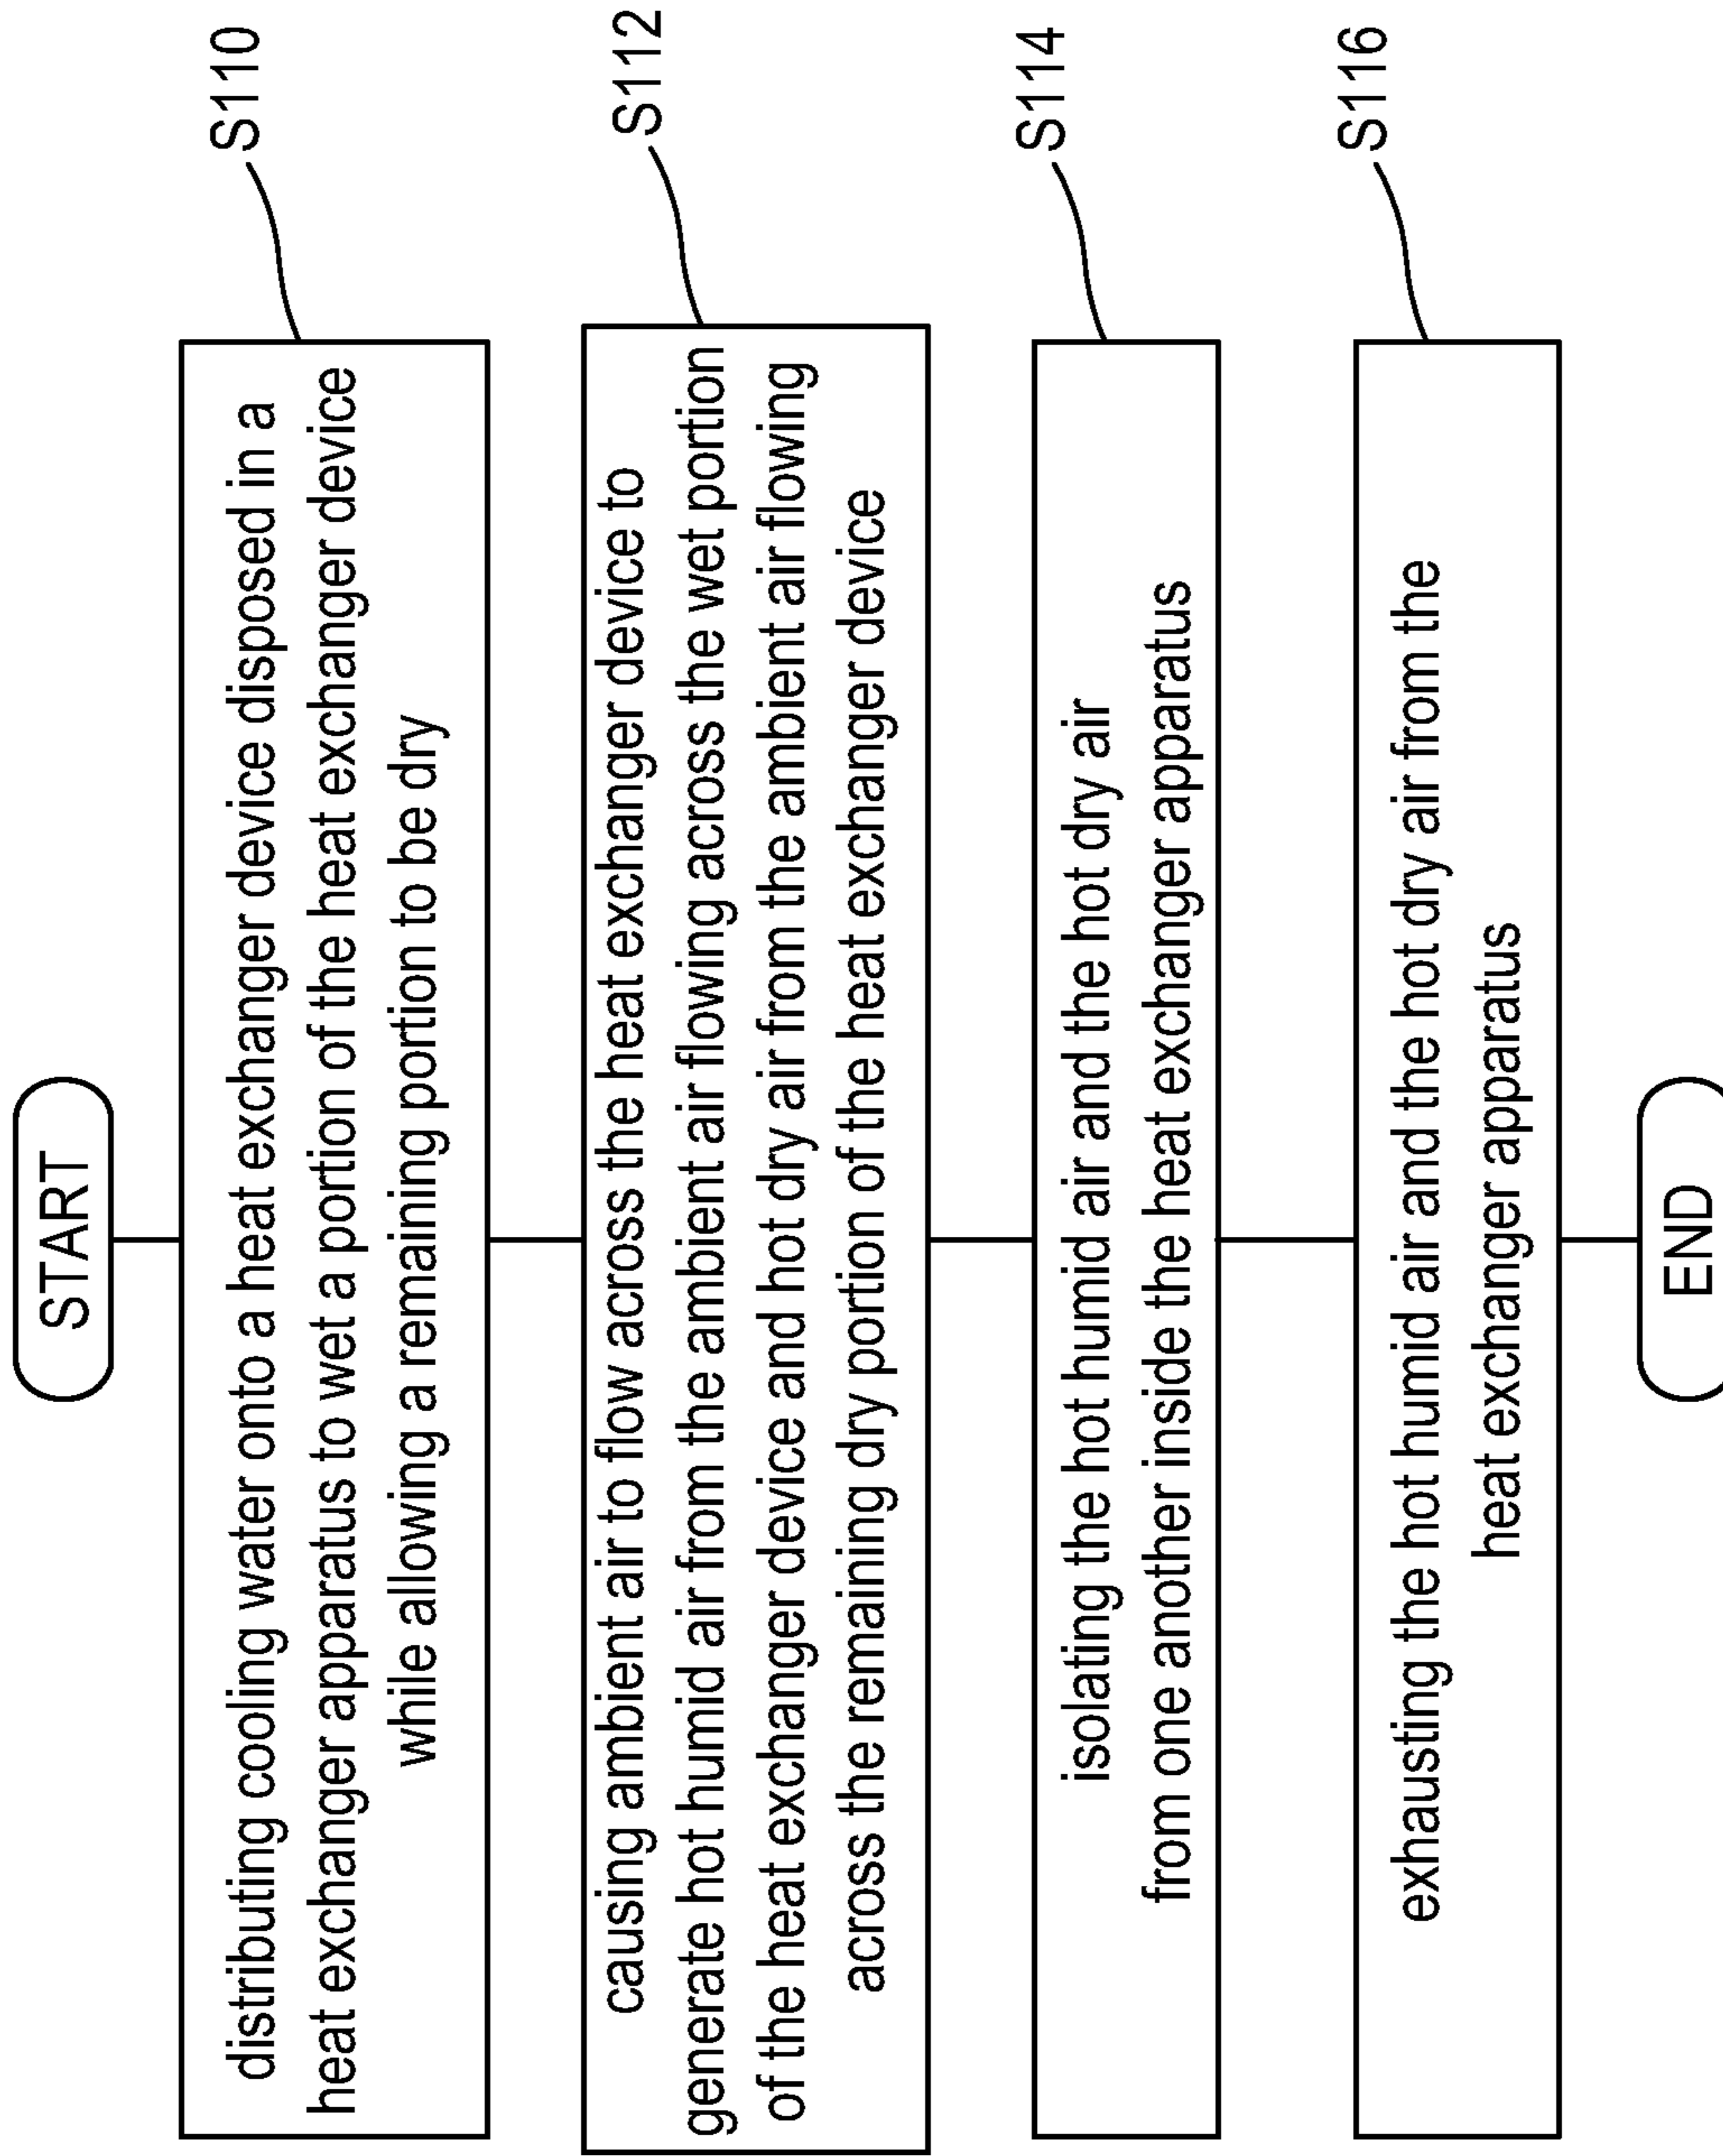 START
distributing cooling water onto a heat exchanger device disposed in a
heat exchanger apparatus to wet a portion of the heat exchanger device
while allowing a remaining portion to be dry
S110
causing ambient air to flow across the heat exchanger device to
generate hot humid air from the ambient air flowing across the wet portion
of the heat exchanger device and hot dry air from the ambient air flowing
across the remaining dry portion of the heat exchanger device
S112
isolating the hot humid air and the hot dry air
from one another inside the heat exchanger apparatus
S114
exhausting the hot humid air and the hot dry air from the
heat exchanger apparatus
S116
END